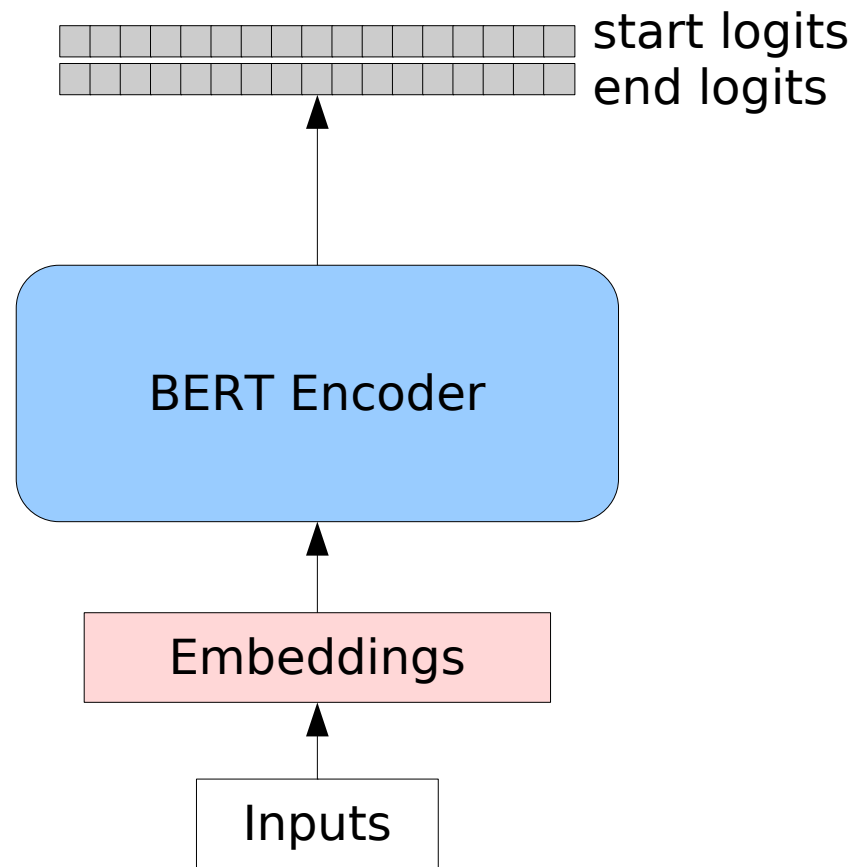 start logits
end logits
BERT Encoder
Embeddings
Inputs